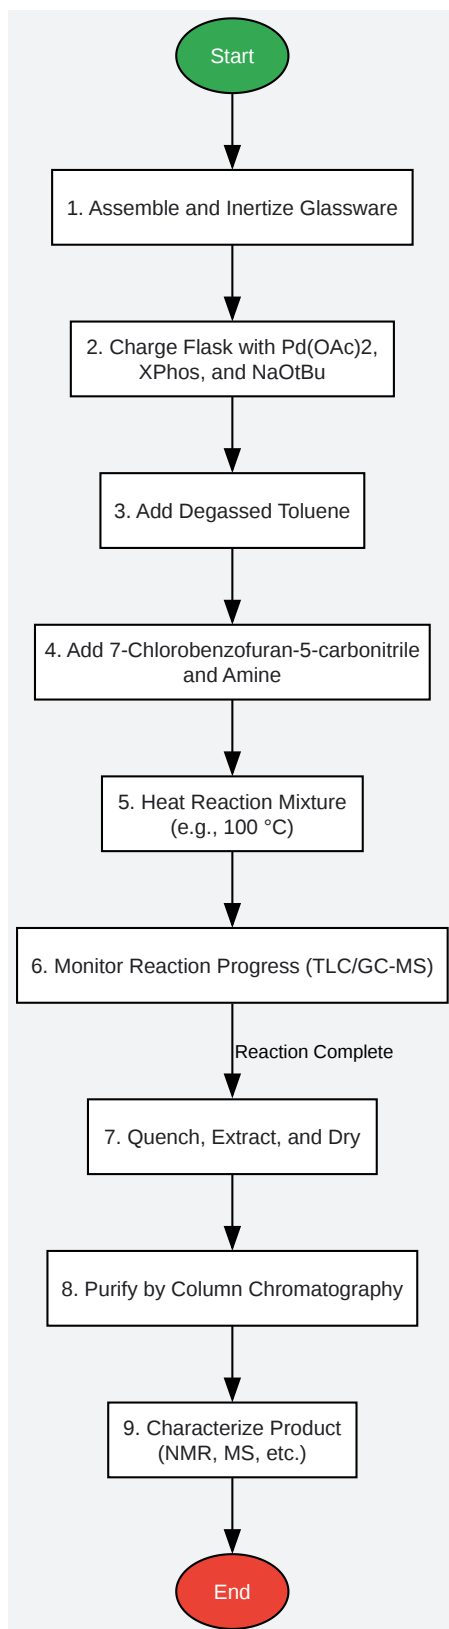 Start
1. Assemble and Inertize Glassware
2. Charge Flask with Pd(OAc)2,
XPhos, and NaOtBu
3. Add Degassed Toluene
4. Add 7-Chlorobenzofuran-5-carbonitrile
and Amine
5. Heat Reaction Mixture
(e.g., 100 °C)
6. Monitor Reaction Progress (TLC/GC-MS)
Reaction Complete
7. Quench, Extract, and Dry
8. Purify by Column Chromatography
9. Characterize Product
(NMR, MS, etc.)
End